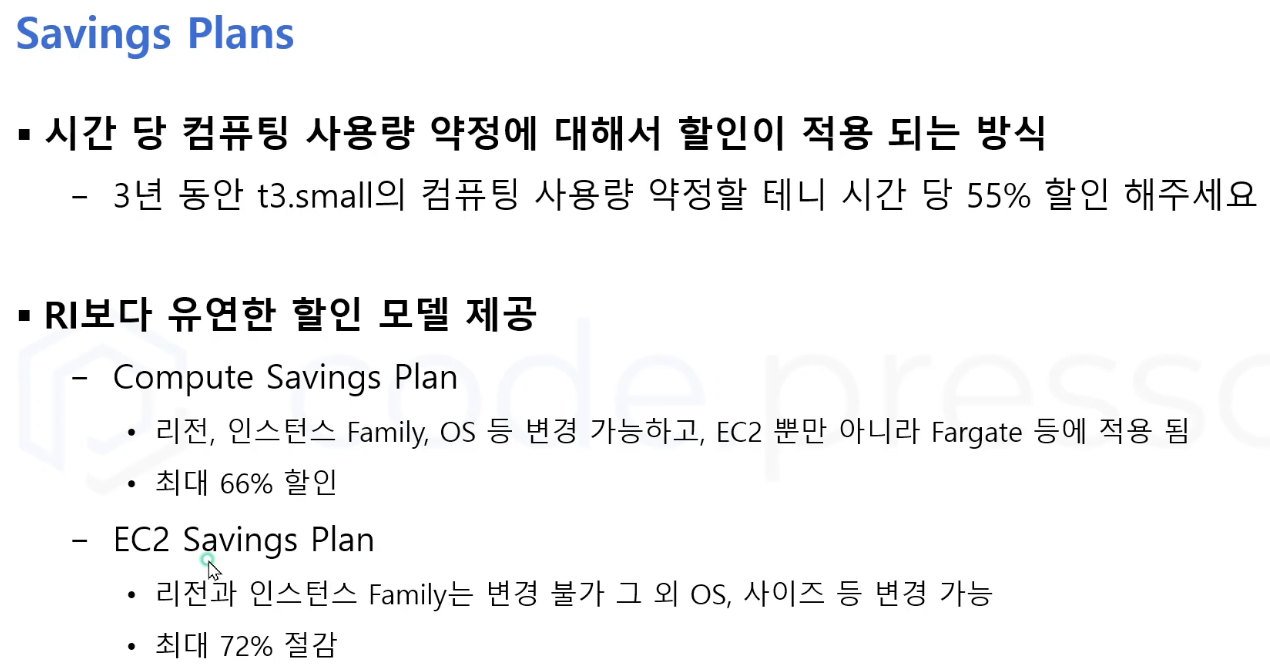 Savings Plans
▪ 시간 당 컴퓨팅 사용량 약정에 대해서 할인이 적용 되는 방식
– 3년 동안 t3.small의 컴퓨팅 사용량 약정할 테니 시간 당 55% 할인 해주세요
▪ RI보다 유연한 할인 모델 제공
– Compute Savings Plan
• 리전, 인스턴스 Family, OS 등 변경 가능하고, EC2 뿐만 아니라 Fargate 등에 적용 됨
• 최대 66% 할인
– EC2 Savings Plan
• 리전과 인스턴스 Family는 변경 불가 그 외 OS, 사이즈 등 변경 가능
• 최대 72% 절감
code.presso